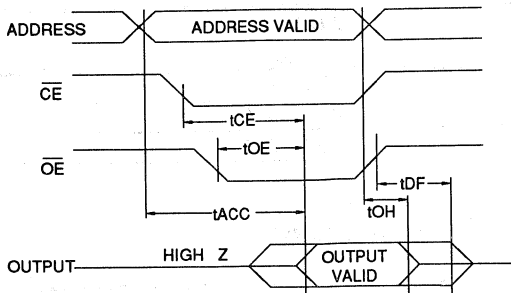 ADDRESS
ADDRESS VALID
CE
tCE
tOE
OE
tDF
tACC
tOH
HIGH Z
OUTPUT
OUTPUT
VALID